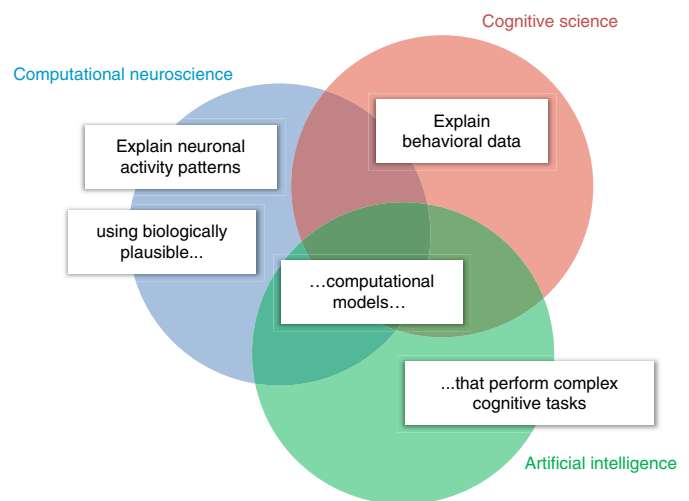 Cognitive science
Computational neuroscience
Explain
behavioral data
Explain neuronal
activity patterns
using biologically
plausible...
...computational
models...
...that perform complex
cognitive tasks
Artificial intelligence